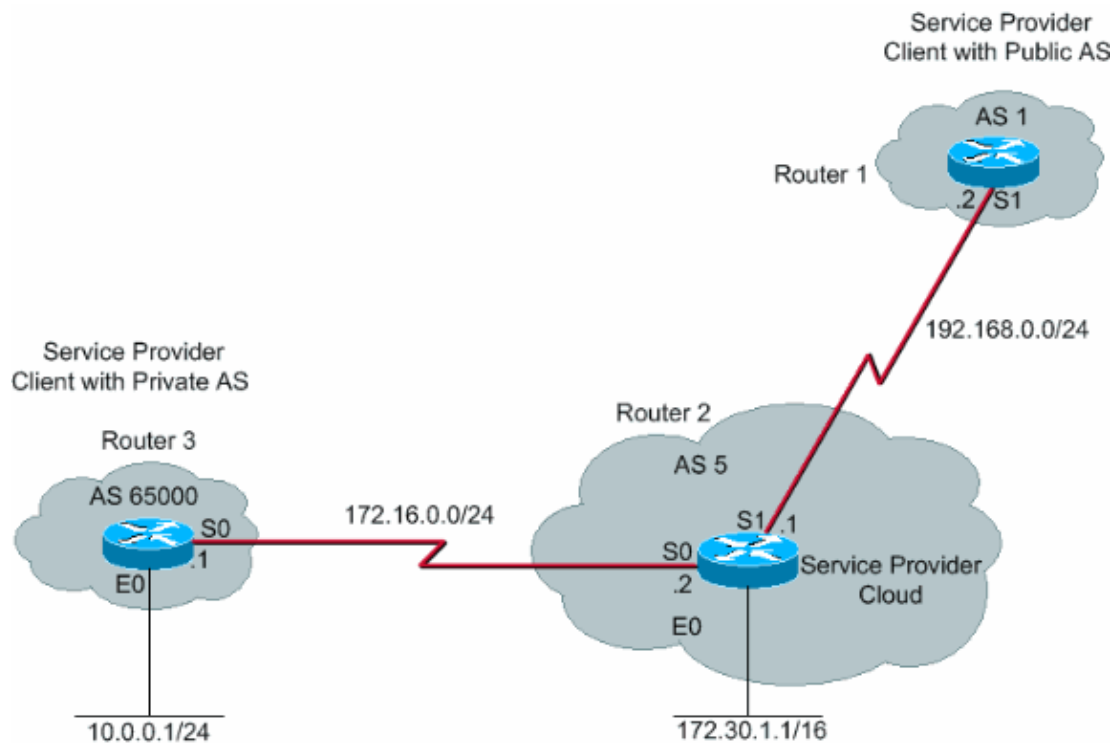 Service Provider
Client with Public AS
AS 1
Router 1
.2 S1
192.168.0.0/24
Service Provider
Client with Private AS
Router 3
AS 65000
S0
.1
E0
10.0.0.1/24
172.16.0.0/24
Router 2
AS 5
S1 .1
S0
.2
Service Provider
Cloud
E0
172.30.1.1/16